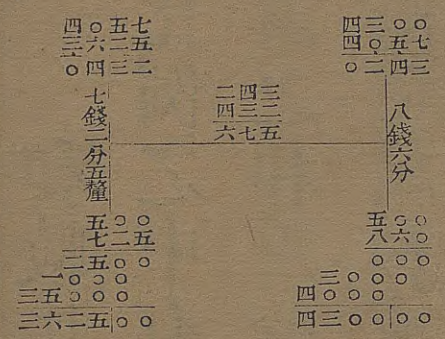 四三〇〇
四〇五七
〇二四三
八錢六分
二四三
四三二
六七五
四〇五七
三六二五
〇四三二
七錢二分五釐
五〇〇
八六〇
〇〇〇
三〇〇〇
四〇〇〇
四三〇〇〇〇
五〇〇
七二五
二五〇〇
一〇〇〇
三五〇〇〇
三六二五〇〇